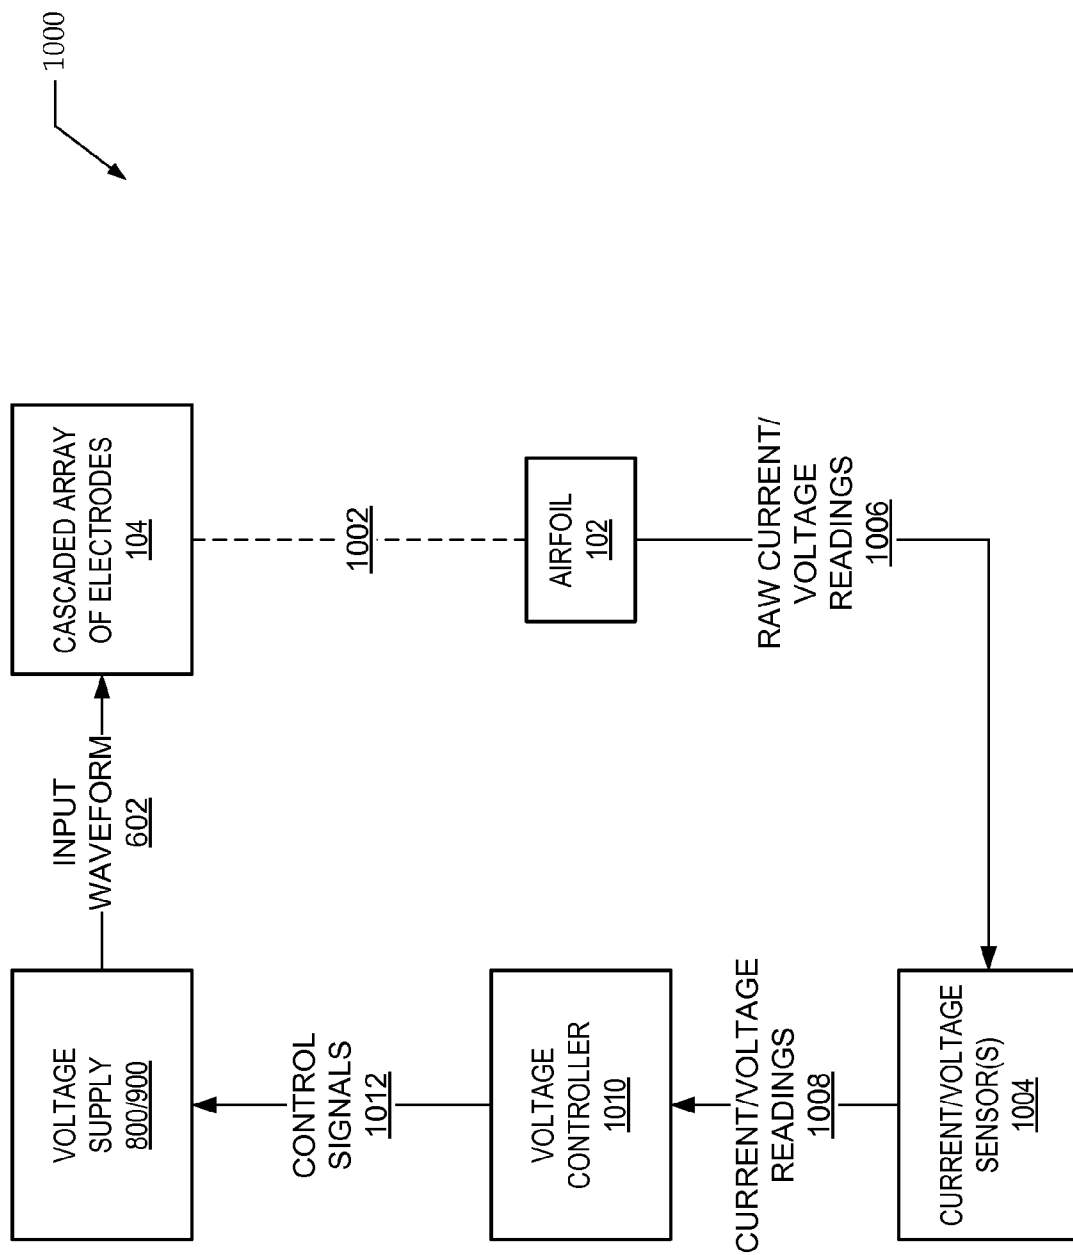 1000
VOLTAGE
SUPPLY
800/900
INPUT
WAVEFORM
602
CASCADED ARRAY
OF ELECTRODES
104
CONTROL
SIGNALS
1012
1002
VOLTAGE
CONTROLLER
1010
AIRFOIL
102
CURRENT/VOLTAGE
READINGS
1008
RAW CURRENT/
VOLTAGE
READINGS
1006
CURRENT/VOLTAGE
SENSOR(S)
1004